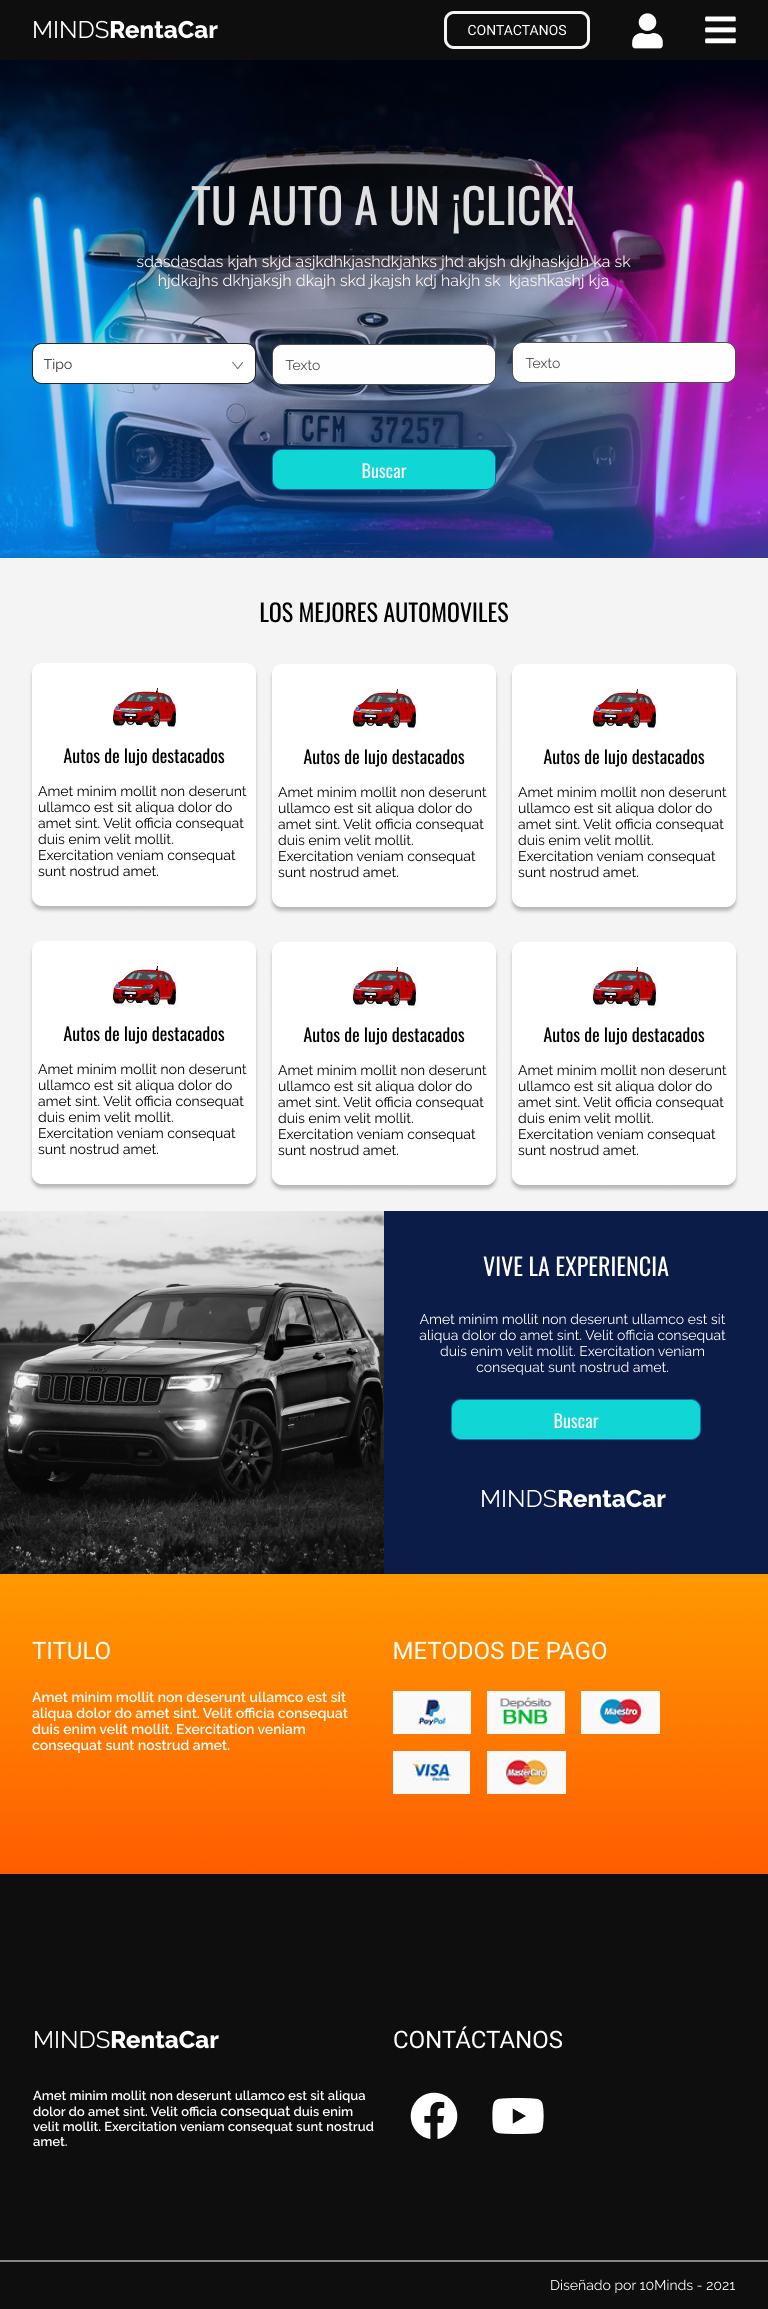 MINDSRentaCar
CONTACTANOS
TU AUTO A UN ¡CLICK!
sdasdasdas kjah skjd asjkdhkjashdkjahks jhd akjsh dkjhaskjdh ka sk
hjdkajhs dkhjaksjh dkajh skd jkajsh kdj hakjh sk kjashkashj kja
Tipo
Texto
Texto
CFM 37257
Buscar
LOS MEJORES AUTOMOVILES
Autos de lujo destacados
Amet minim mollit non deserunt
ullamco est sit aliqua dolor do
amet sint. Velit officia consequat
duis enim velit mollit.
Exercitation veniam consequat
sunt nostrud amet.
Autos de lujo destacados
Amet minim mollit non deserunt
ullamco est sit aliqua dolor do
amet sint. Velit officia consequat
duis enim velit mollit.
Exercitation veniam consequat
sunt nostrud amet.
Autos de lujo destacados
Amet minim mollit non deserunt
ullamco est sit aliqua dolor do
amet sint. Velit officia consequat
duis enim velit mollit.
Exercitation veniam consequat
sunt nostrud amet.
Autos de lujo destacados
Amet minim mollit non deserunt
ullamco est sit aliqua dolor do
amet sint. Velit officia consequat
duis enim velit mollit.
Exercitation veniam consequat
sunt nostrud amet.
Autos de lujo destacados
Amet minim mollit non deserunt
ullamco est sit aliqua dolor do
amet sint. Velit officia consequat
duis enim velit mollit.
Exercitation veniam consequat
sunt nostrud amet.
Autos de lujo destacados
Amet minim mollit non deserunt
ullamco est sit aliqua dolor do
amet sint. Velit officia consequat
duis enim velit mollit.
Exercitation veniam consequat
sunt nostrud amet.
VIVE LA EXPERIENCIA
Amet minim mollit non deserunt ullamco est sit
aliqua dolor do amet sint. Velit officia consequat
duis enim velit mollit. Exercitation veniam
consequat sunt nostrud amet.
Buscar
MINDSRentaCar
TITULO
Amet minim mollit non deserunt ullamco est sit
aliqua dolor do amet sint. Velit officia consequat
duis enim velit mollit. Exercitation veniam
consequat sunt nostrud amet.
METODOS DE PAGO
PayPal
Depósito
BNB
Maestro
VISA
Electron
MasterCard
MINDSRentaCar
Amet minim mollit non deserunt ullamco est sit aliqua
dolor do amet sint. Velit officia consequat duis enim
velit mollit. Exercitation veniam consequat sunt nostrud
amet.
CONTÁCTANOS
Diseñado por 10Minds - 2021